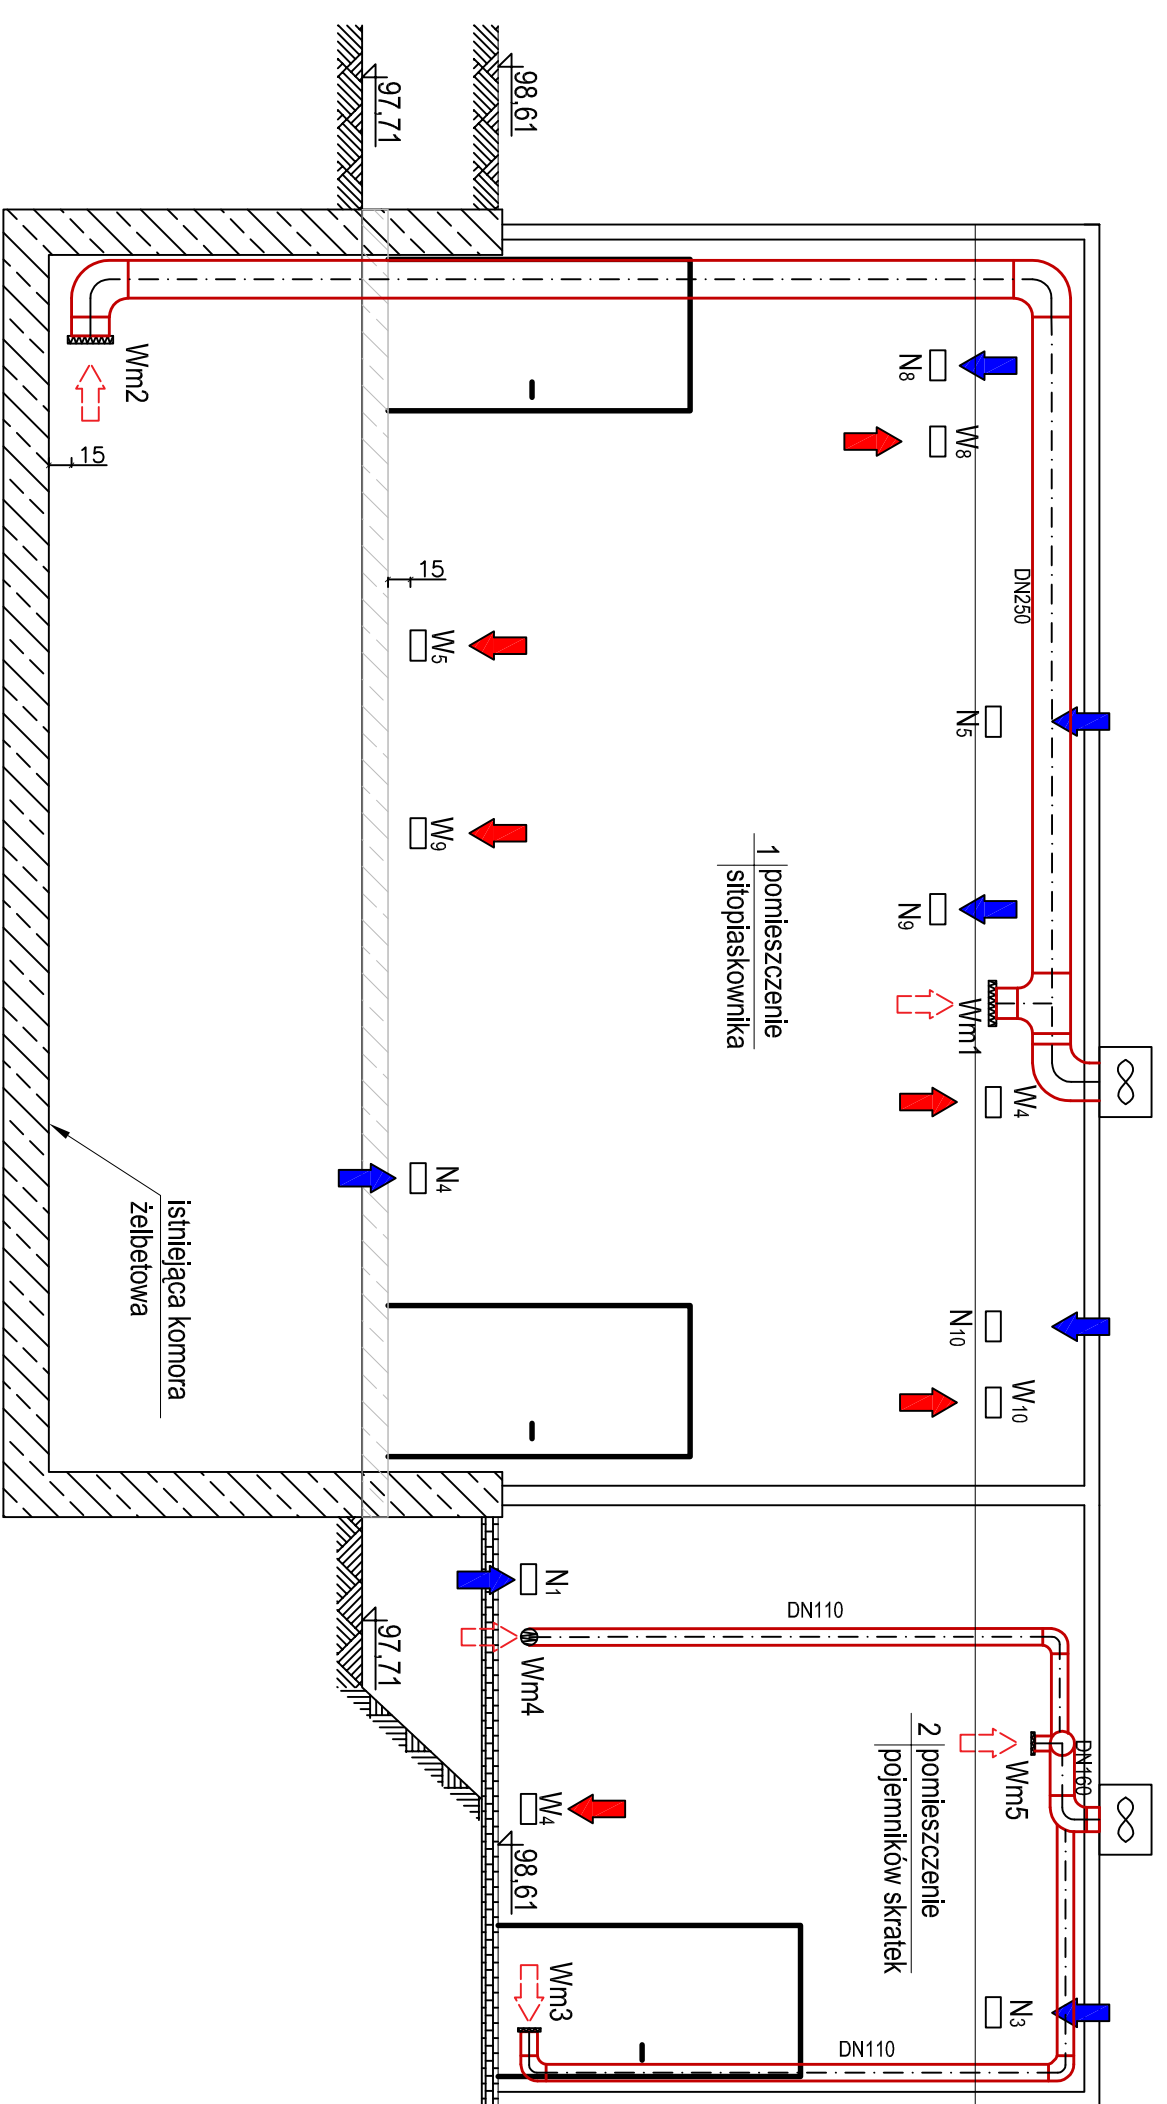 98,61
97,71
Wm2
15
N8
W8
15
DN250
W5
N5
W9
1 pomieszczenie
sitopiaskownika
N9
Wm1
W4
N4
istniejąca komora
żelbetowa
N10
W10
N1
97,71
Wm4
DN110
2 pomieszczenie
pojemników skratek
Wm5
DN160
W4
98,61
Wm3
N3
DN110